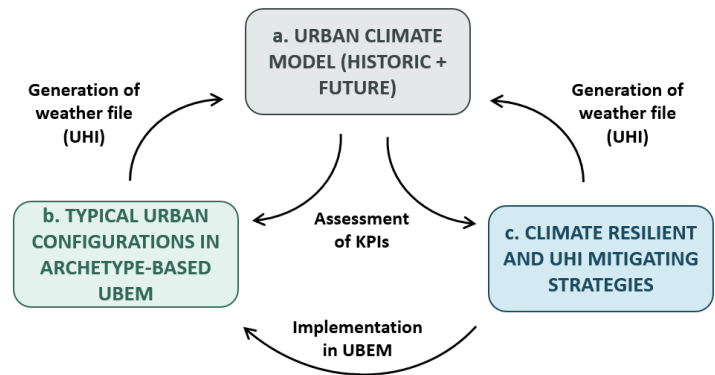 a. URBAN CLIMATE
MODEL (HISTORIC +
FUTURE)
Generation of
weather file
(UHI)
Generation of
weather file
(UHI)
b. TYPICAL URBAN
CONFIGURATIONS IN
ARCHETYPE-BASED
UBEM
Assessment
of KPIs
c. CLIMATE RESILIENT
AND UHI MITIGATING
STRATEGIES
Implementation
in UBEM